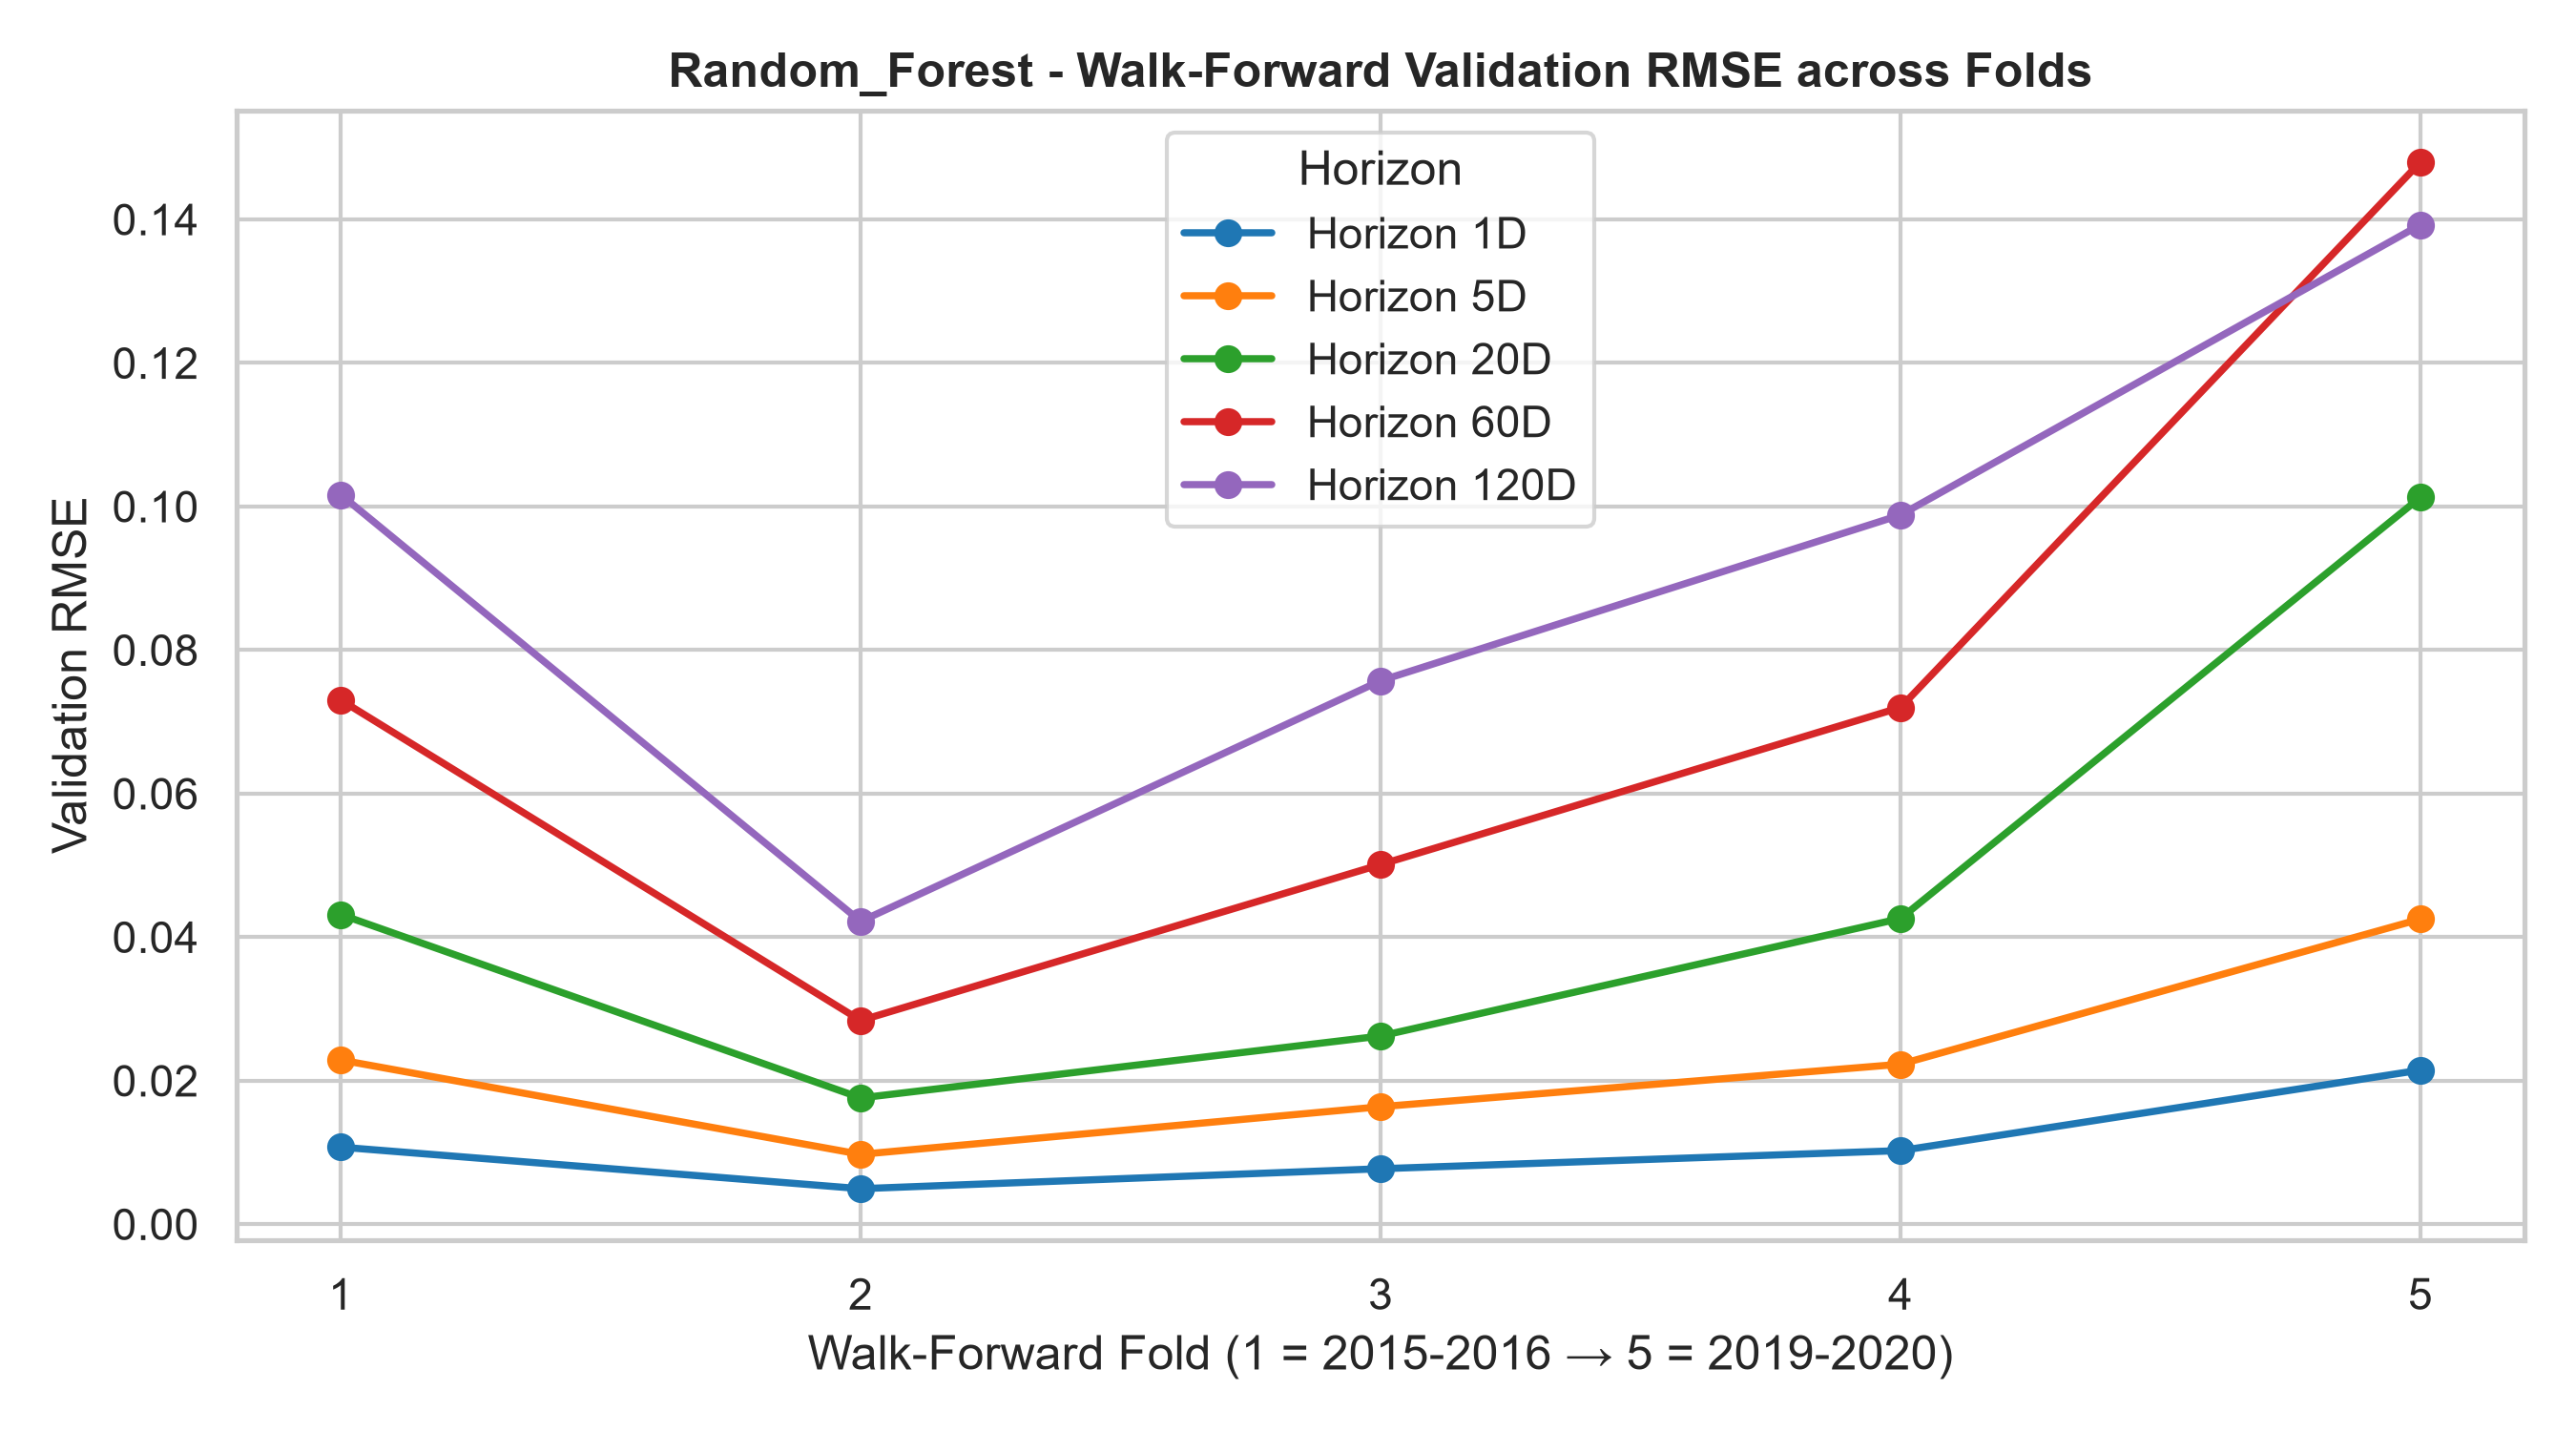 Random_Forest - Walk-Forward Validation RMSE across Folds
Horizon
Horizon 1D
Horizon 5D
Horizon 20D
Horizon 60D
Horizon 120D
Validation RMSE
0.14
0.12
0.10
0.08
0.06
0.04
0.02
0.00
1 2 3 4 5
Walk-Forward Fold (1 = 2015-2016 → 5 = 2019-2020)